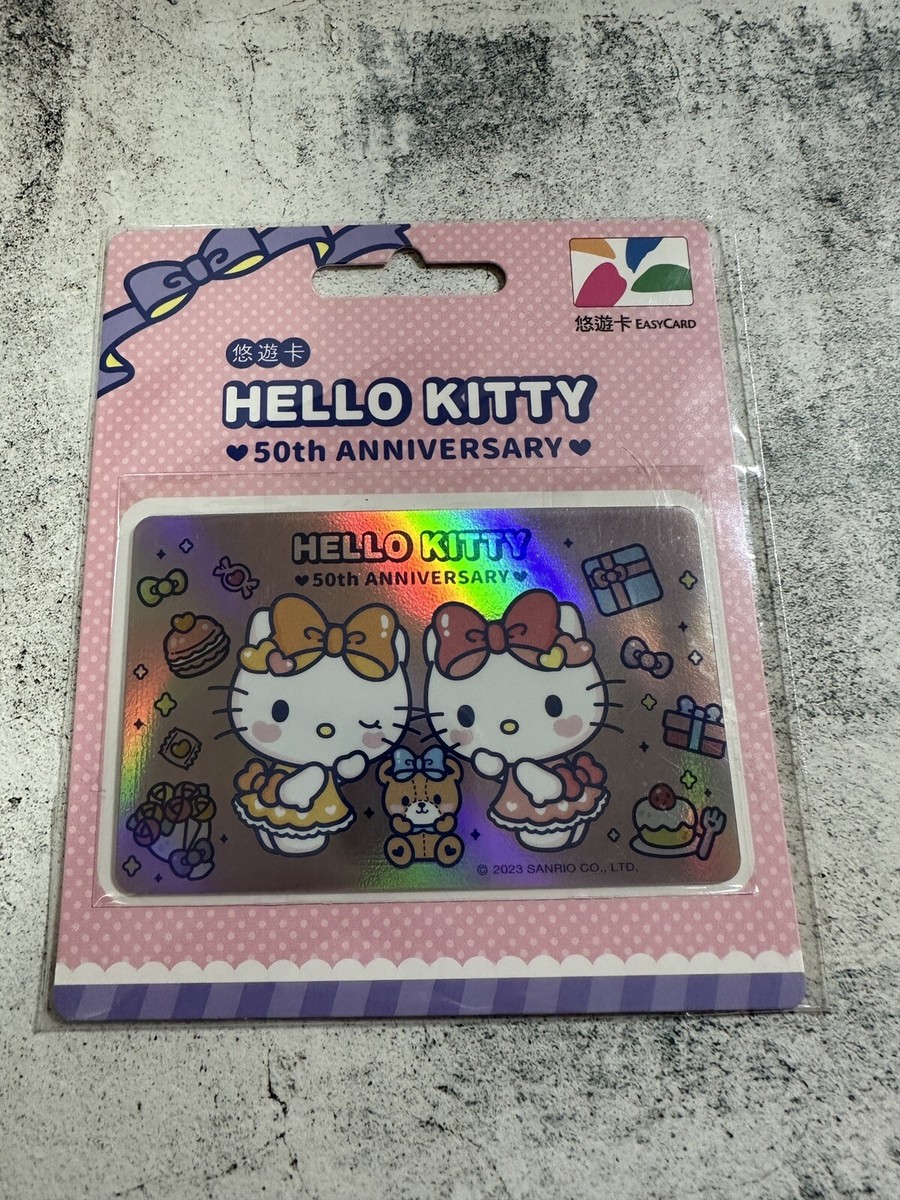 悠遊卡 EASYCARD
悠遊卡
HELLO KITTY
♥50th ANNIVERSARY♥
HELLO KITTY
♥50th ANNIVERSARY♥
© 2023 SANRIO CO., LTD.